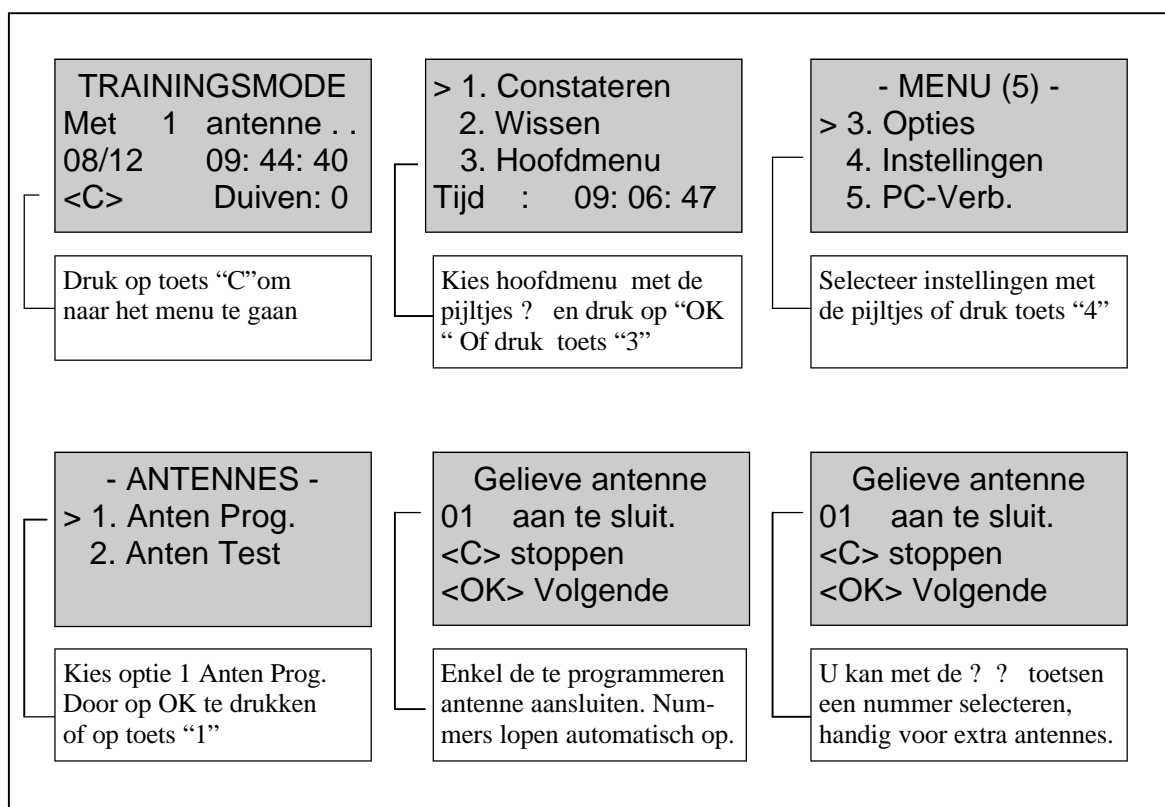 TRAININGSMODE
Met 1 antenne . .
08/12 09: 44: 40
<C> Duiven: 0
Druk op toets “C”om
naar het menu te gaan
> 1. Constateren
2. Wissen
3. Hoofdmenu
Tijd : 09: 06: 47
Kies hoofdmenu met de
pijltjes ? en druk op “OK
“ Of druk toets “3”
- MENU (5) -
> 3. Opties
4. Instellingen
5. PC-Verb.
Selecteer instellingen met
de pijltjes of druk toets “4”
- ANTENNES -
> 1. Anten Prog.
2. Anten Test
Kies optie 1 Anten Prog.
Door op OK te drukken
of op toets “1”
Gelieve antenne
01 aan te sluit.
<C> stoppen
<OK> Volgende
Enkel de te programmeren
antenne aansluiten. Num-
mers lopen automatisch op.
Gelieve antenne
01 aan te sluit.
<C> stoppen
<OK> Volgende
U kan met de ? ? toetsen
een nummer selecteren,
handig voor extra antennes.